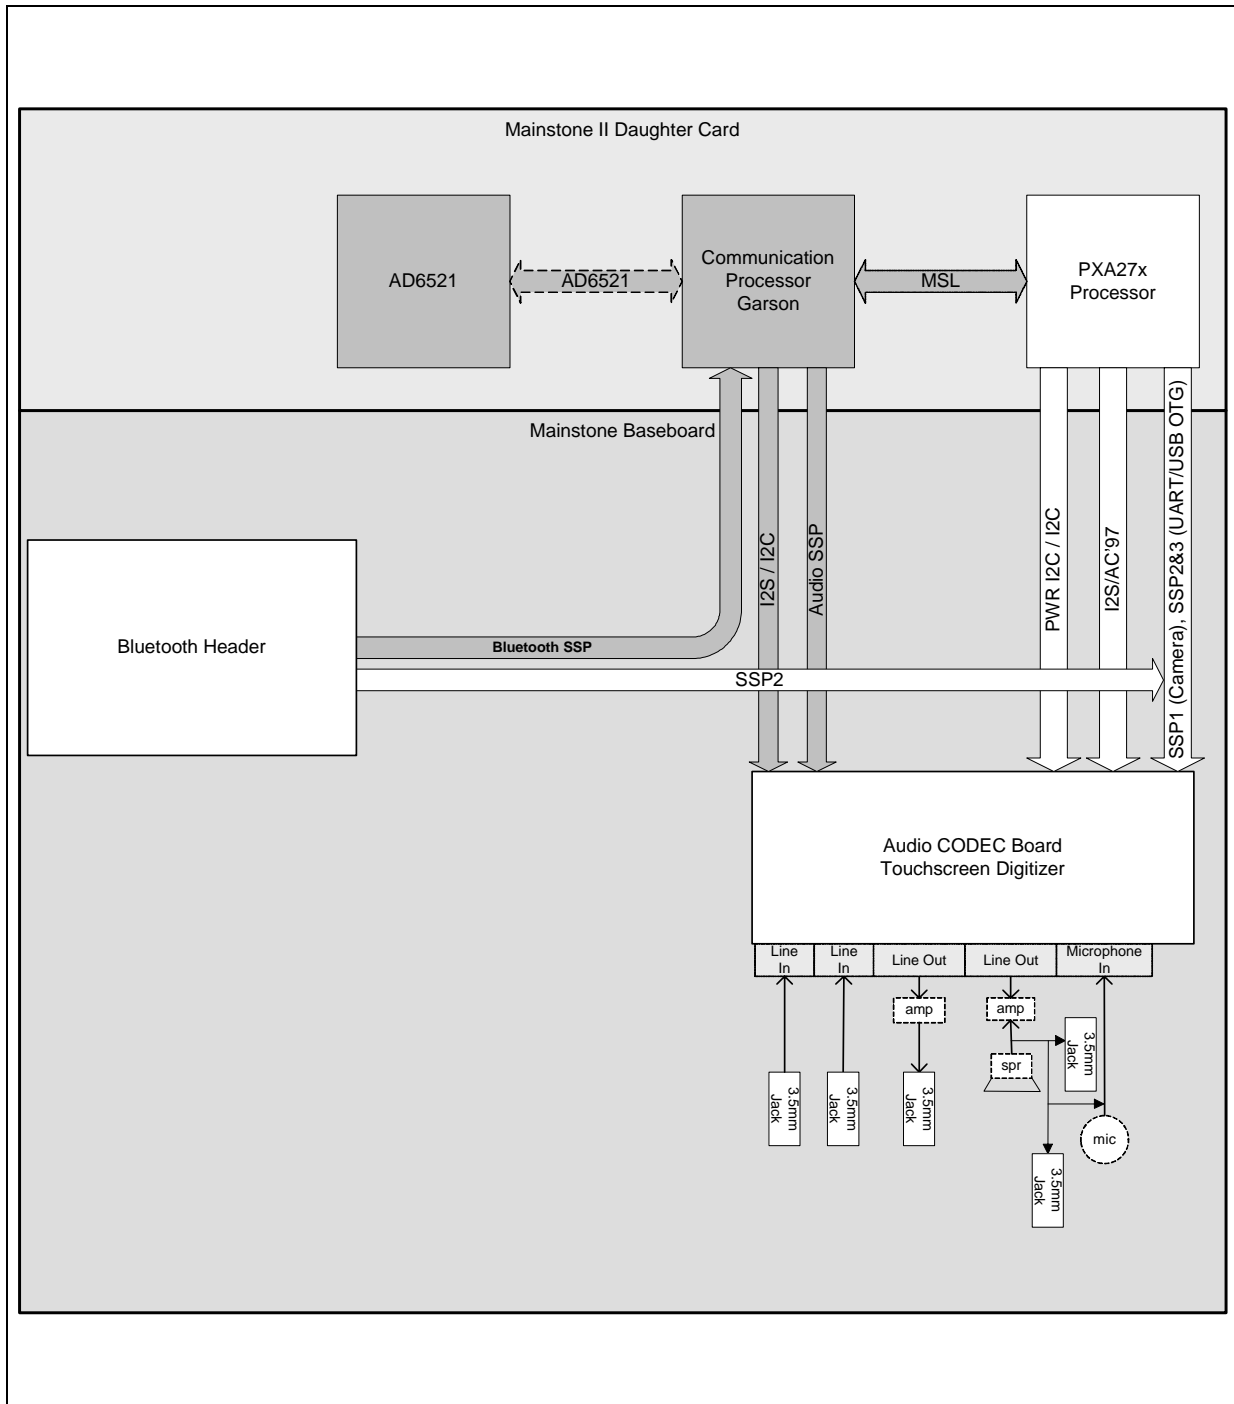 Mainstone II Daughter Card
AD6521
AD6521
Communication
Processor
Garson
MSL
PXA27x
Processor
Mainstone Baseboard
Bluetooth Header
Bluetooth SSP
SSP2
I2S / I2C
Audio SSP
PWR I2C / I2C
I2S/AC'97
SSP1 (Camera), SSP2&3 (UART/USB OTG)
Audio CODEC Board
Touchscreen Digitizer
Line
In
Line
In
Line Out
Line Out
Microphone
In
amp
amp
spr
3.5mm
Jack
3.5mm
Jack
3.5mm
Jack
3.5mm
Jack
mic
3.5mm
Jack